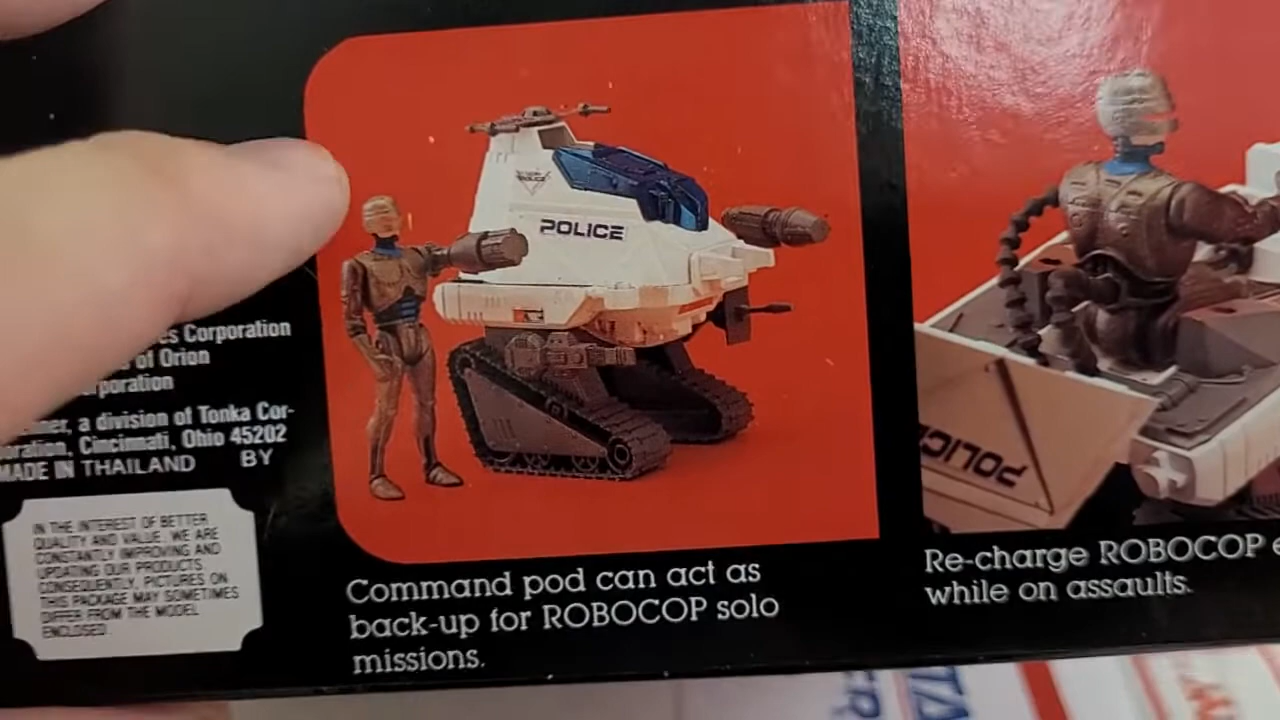 es Corporation
of Orion
rporation
ner, a division of Tonka Cor-
oration, Cincinnati, Ohio 45202
MADE IN THAILAND BY
IN THE INTEREST OF BETTER
QUALITY AND VALUE, WE ARE
CONSTANTLY IMPROVING AND
UPDATING OUR PRODUCTS.
CONSEQUENTLY, PICTURES ON
THIS PACKAGE MAY SOMETIMES
DIFFER FROM THE MODEL
ENCLOSED.
POLICE
Command pod can act as
back-up for ROBOCOP solo
missions.
POLICE
Re-charge ROBOCOP e
while on assaults.